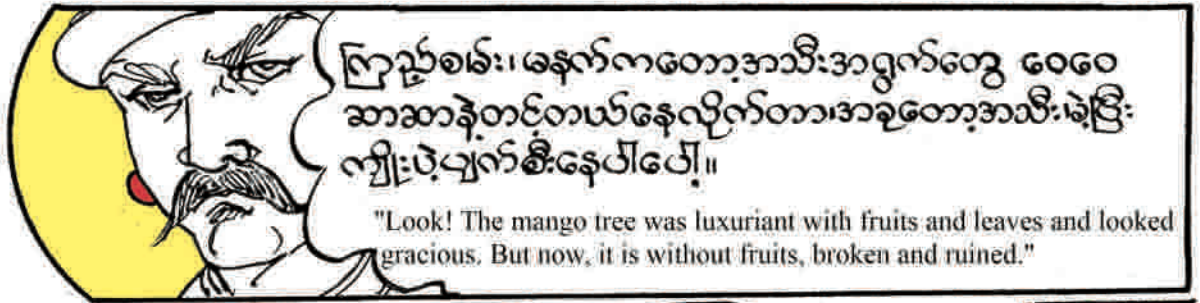 ကြည့်စမ်း၊မနက်ကတော့အသီးအရွက်တွေ ဝေဝေ
ဆာဆာနဲ့တင့်တယ်နေလိုက်တာ၊အခုတော့အသီးမဲ့ပြီး
ကျိုးပဲ့ပျက်စီးနေပါပေါ့။
"Look! The mango tree was luxuriant with fruits and leaves and looked
gracious. But now, it is without fruits, broken and ruined."